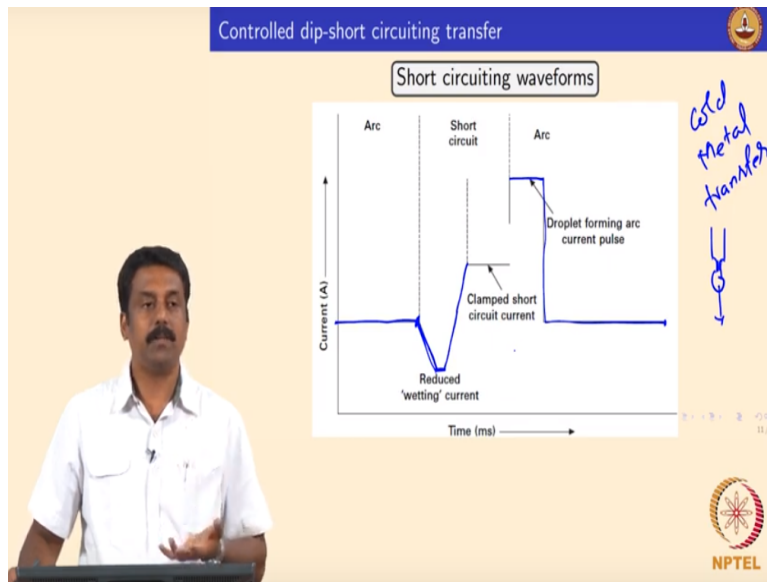 Controlled dip-short circuiting transfer
Short circuiting waveforms
Arc
Short
circuit
Arc
Droplet forming arc
current pulse
Clamped short
circuit current
Reduced
'wetting' current
Current (A)
Time (ms)
Cold
Metal
transfer
11
NPTEL